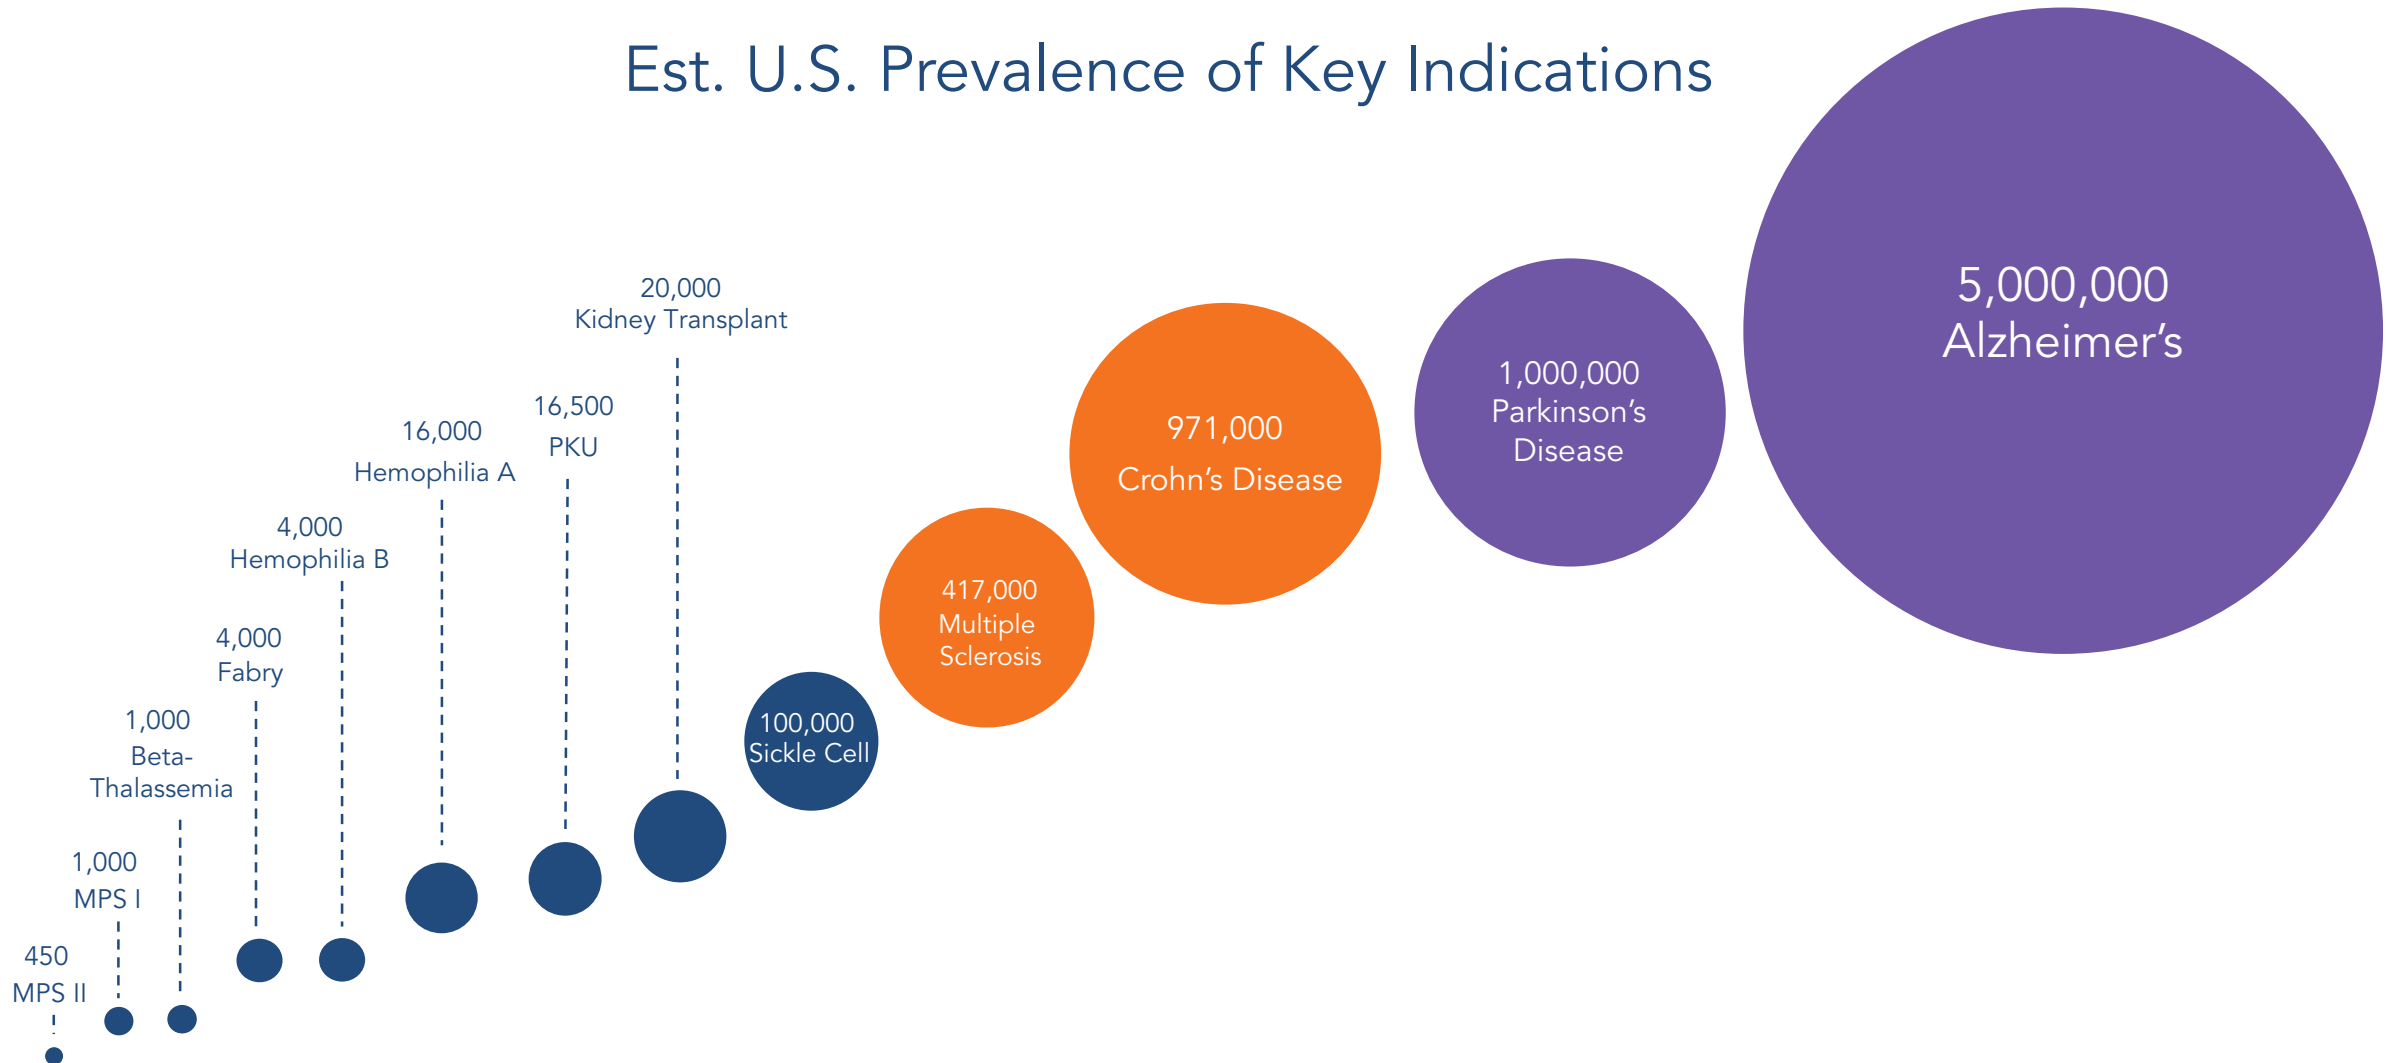 Est. U.S. Prevalence of Key Indications
450
MPS II
1,000
MPS I
1,000
Beta-
Thalassemia
4,000
Fabry
4,000
Hemophilia B
16,000
Hemophilia A
16,500
PKU
20,000
Kidney Transplant
100,000
Sickle Cell
417,000
Multiple
Sclerosis
971,000
Crohn’s Disease
1,000,000
Parkinson’s
Disease
5,000,000
Alzheimer’s